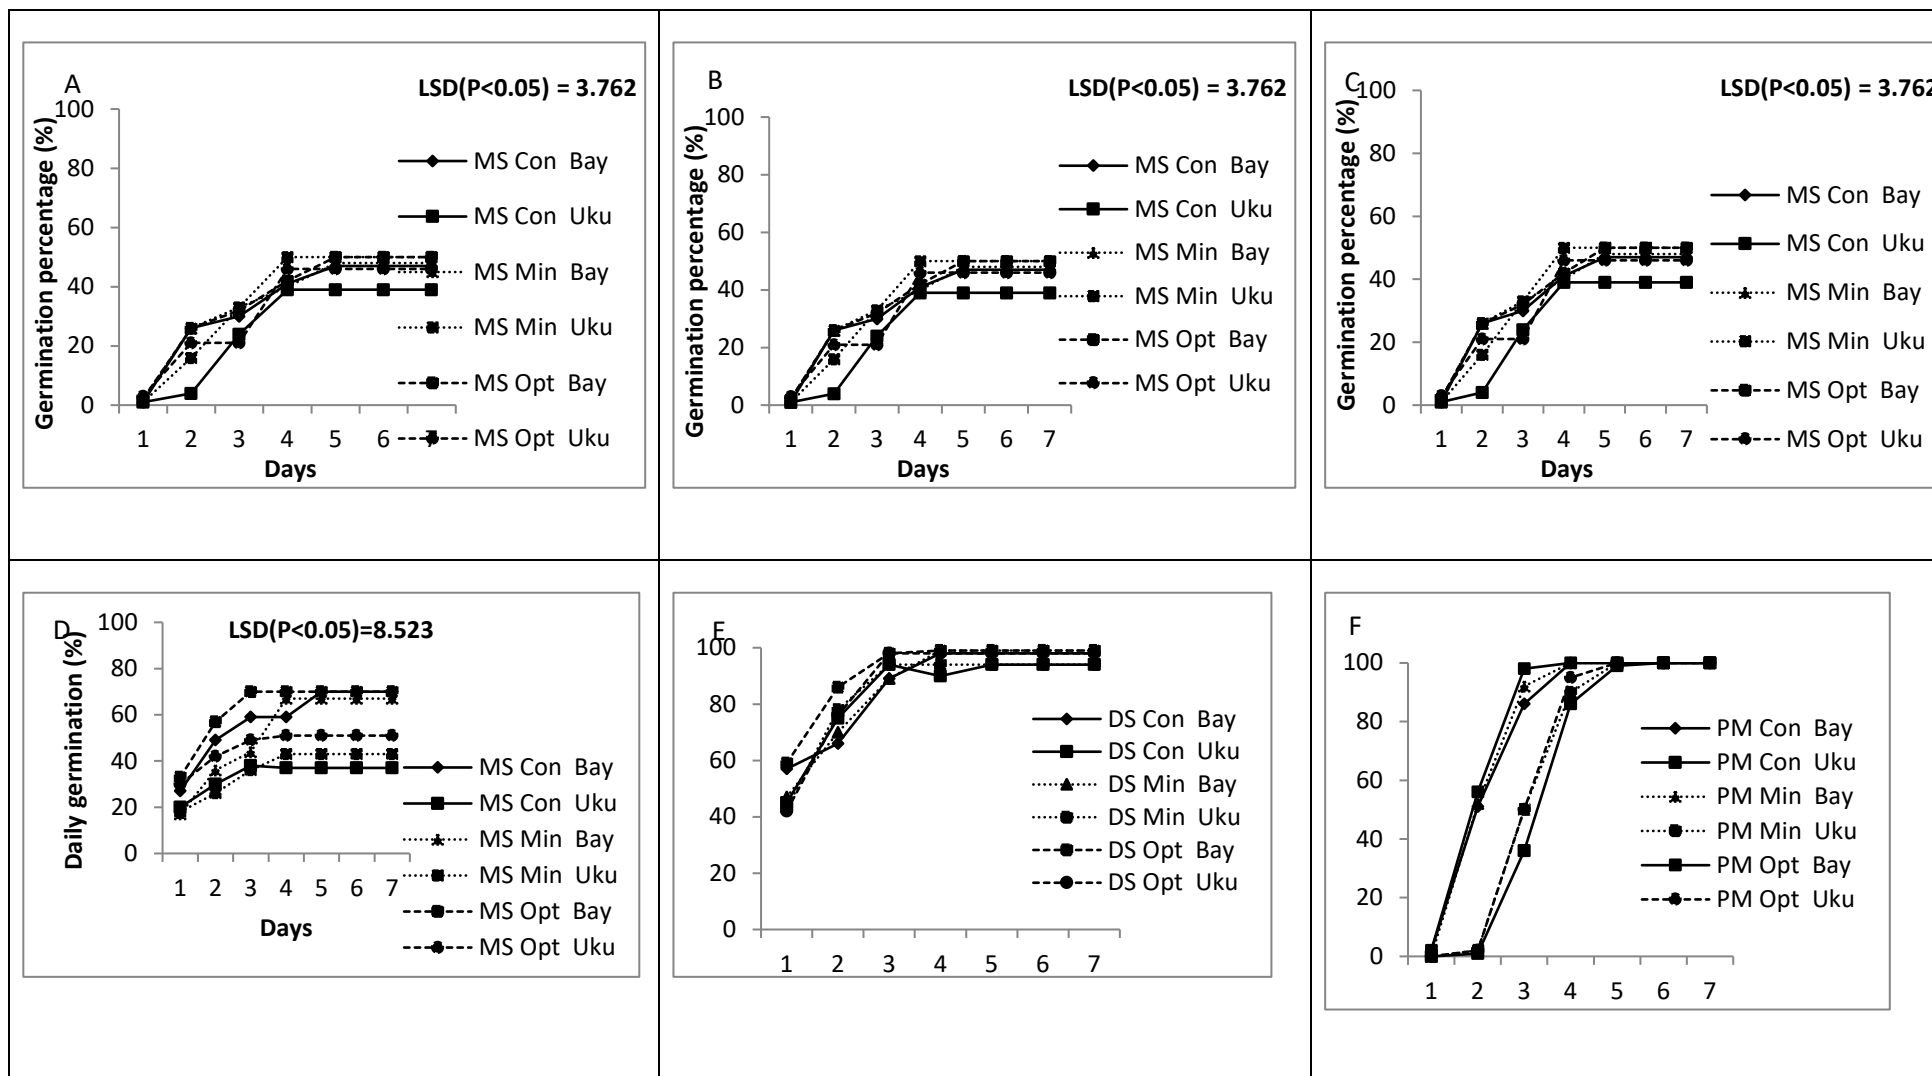 A
LSD(P<0.05) = 3.762
Germination percentage (%)
100
80
60
40
20
0
1 2 3 4 5 6 7
Days
MS Con Bay
MS Con Uku
MS Min Bay
MS Min Uku
MS Opt Bay
MS Opt Uku
B
LSD(P<0.05) = 3.762
Germination percentage (%)
100
80
60
40
20
0
1 2 3 4 5 6 7
Days
MS Con Bay
MS Con Uku
MS Min Bay
MS Min Uku
MS Opt Bay
MS Opt Uku
C
LSD(P<0.05) = 3.762
Germination percentage (%)
100
80
60
40
20
0
1 2 3 4 5 6 7
Days
MS Con Bay
MS Con Uku
MS Min Bay
MS Min Uku
MS Opt Bay
MS Opt Uku
D
LSD(P<0.05)=8.523
Daily germination (%)
100
80
60
40
20
0
1 2 3 4 5 6 7
Days
MS Con Bay
MS Con Uku
MS Min Bay
MS Min Uku
MS Opt Bay
MS Opt Uku
E
100
80
60
40
20
0
1 2 3 4 5 6 7
DS Con Bay
DS Con Uku
DS Min Bay
DS Min Uku
DS Opt Bay
DS Opt Uku
F
100
80
60
40
20
0
1 2 3 4 5 6 7
PM Con Bay
PM Con Uku
PM Min Bay
PM Min Uku
PM Opt Bay
PM Opt Uku